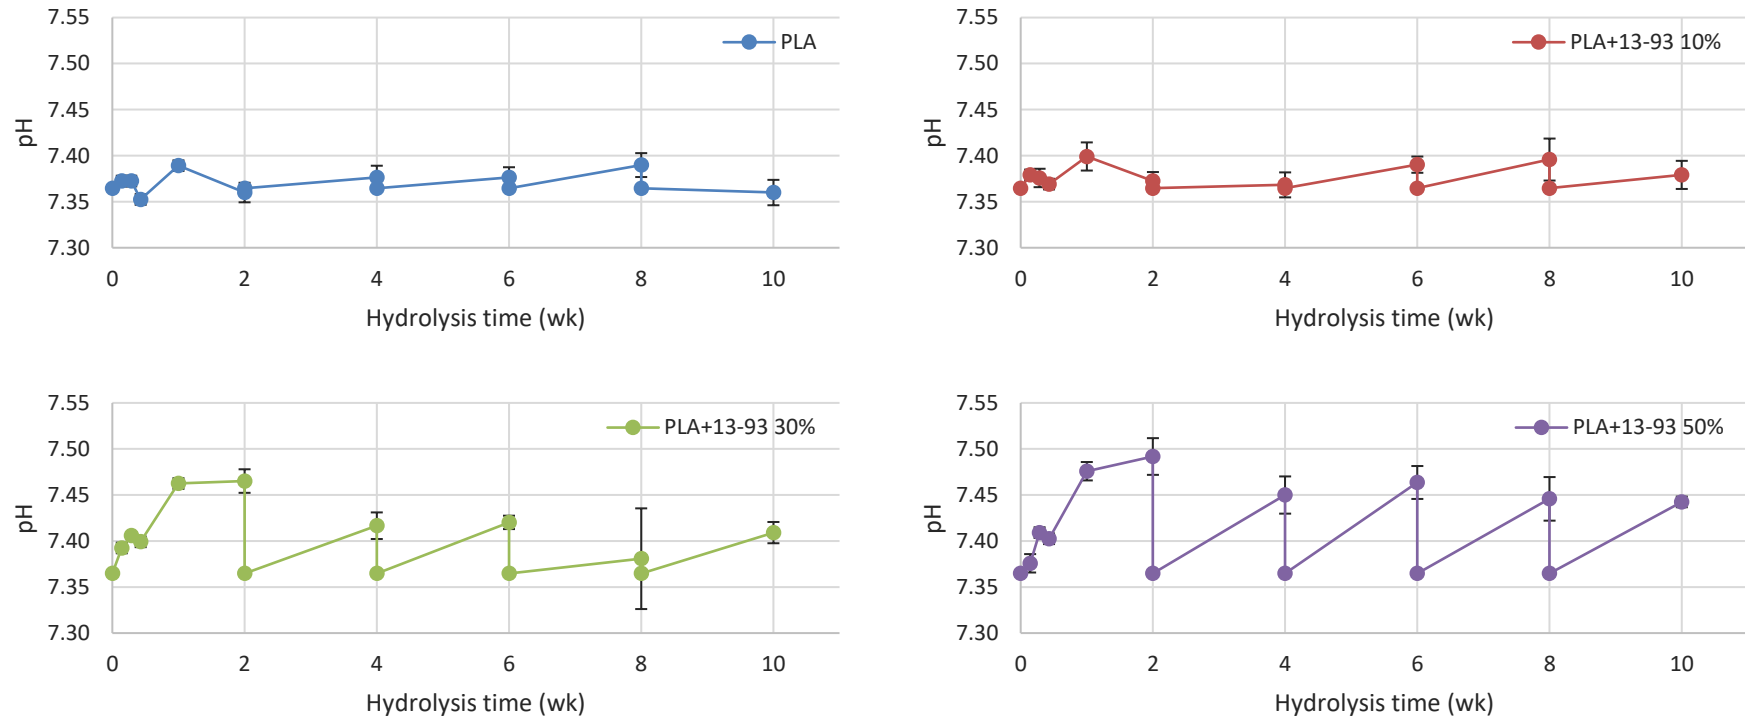 7.55
7.50
7.45
7.40
7.35
7.30
pH
PLA
0 2 4 6 8 10
Hydrolysis time (wk)
7.55
7.50
7.45
7.40
7.35
7.30
pH
PLA+13-93 10%
0 2 4 6 8 10
Hydrolysis time (wk)
7.55
7.50
7.45
7.40
7.35
7.30
pH
PLA+13-93 30%
0 2 4 6 8 10
Hydrolysis time (wk)
7.55
7.50
7.45
7.40
7.35
7.30
pH
PLA+13-93 50%
0 2 4 6 8 10
Hydrolysis time (wk)